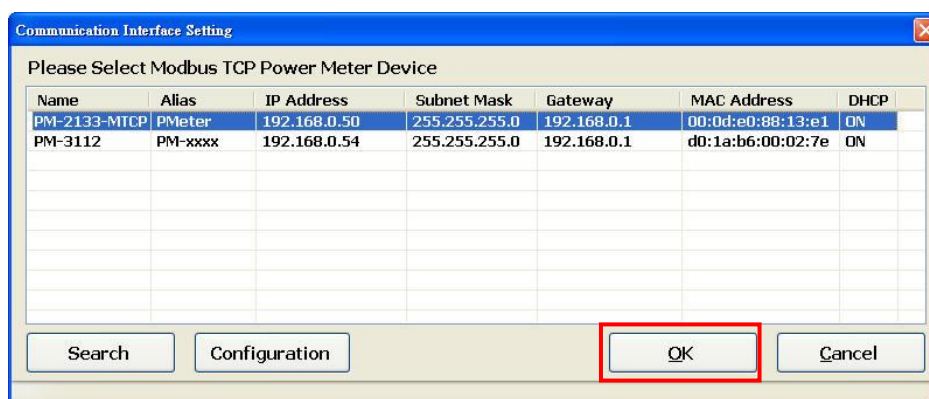 Communication Interface Setting
Please Select Modbus TCP Power Meter Device
Name Alias IP Address Subnet Mask Gateway MAC Address DHCP
PM-2133-MTCP PMeter 192.168.0.50 255.255.255.0 192.168.0.1 00:0d:e0:88:13:e1 ON
PM-3112 PM-xxxx 192.168.0.54 255.255.255.0 192.168.0.1 d0:1a:b6:00:02:7e ON
Search Configuration OK Cancel